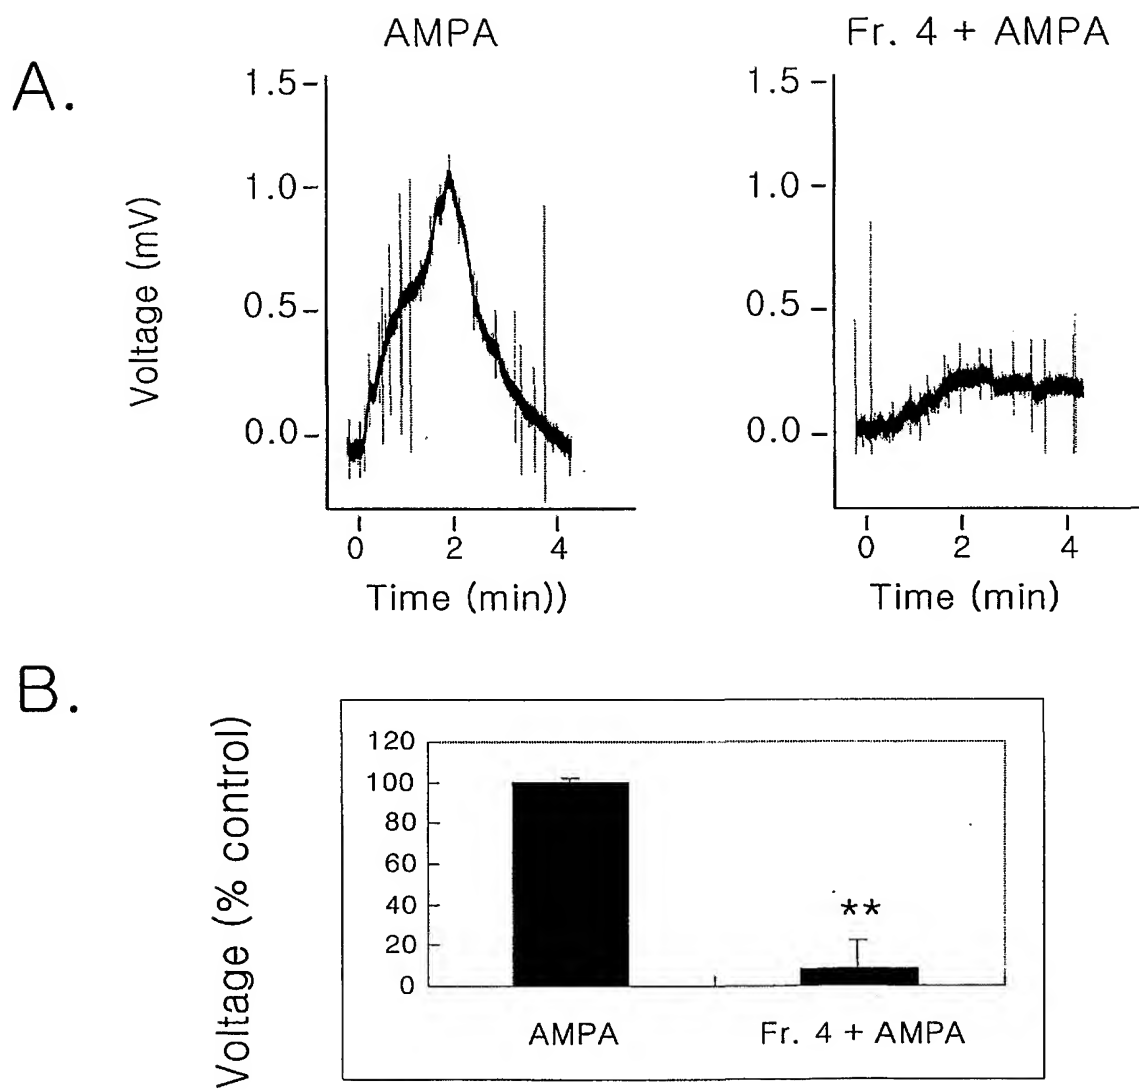 AMPA
Fr. 4 + AMPA
A.
1.5
1.0
0.5
0.0
Voltage (mV)
0 2 4
Time (min))
1.5
1.0
0.5
0.0
0 2 4
Time (min)
B.
Voltage (% control)
120
100
80
60
40
20
0
**
AMPA
Fr. 4 + AMPA